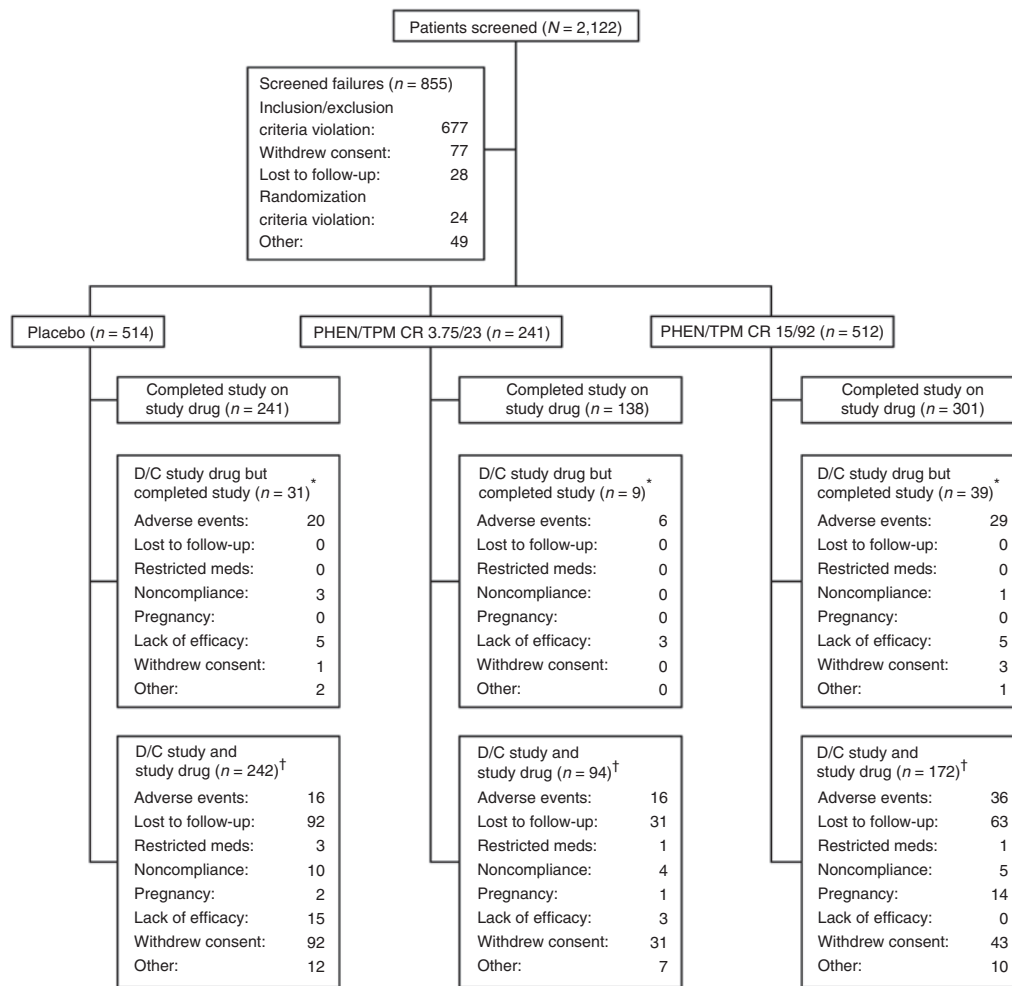 Patients screened (N = 2,122)
Screened failures (n = 855)
Inclusion/exclusion
criteria violation: 677
Withdrew consent: 77
Lost to follow-up: 28
Randomization
criteria violation: 24
Other: 49
Placebo (n = 514)
PHEN/TPM CR 3.75/23 (n = 241)
PHEN/TPM CR 15/92 (n = 512)
Completed study on
study drug (n = 241)
Completed study on
study drug (n = 138)
Completed study on
study drug (n = 301)
D/C study drug but
completed study (n = 31)*
Adverse events: 20
Lost to follow-up: 0
Restricted meds: 0
Noncompliance: 3
Pregnancy: 0
Lack of efficacy: 5
Withdrew consent: 1
Other: 2
D/C study drug but
completed study (n = 9)*
Adverse events: 6
Lost to follow-up: 0
Restricted meds: 0
Noncompliance: 0
Pregnancy: 0
Lack of efficacy: 3
Withdrew consent: 0
Other: 0
D/C study drug but
completed study (n = 39)*
Adverse events: 29
Lost to follow-up: 0
Restricted meds: 0
Noncompliance: 1
Pregnancy: 0
Lack of efficacy: 5
Withdrew consent: 3
Other: 1
D/C study and
study drug (n = 242)†
Adverse events: 16
Lost to follow-up: 92
Restricted meds: 3
Noncompliance: 10
Pregnancy: 2
Lack of efficacy: 15
Withdrew consent: 92
Other: 12
D/C study and
study drug (n = 94)†
Adverse events: 16
Lost to follow-up: 31
Restricted meds: 1
Noncompliance: 4
Pregnancy: 1
Lack of efficacy: 3
Withdrew consent: 31
Other: 7
D/C study and
study drug (n = 172)†
Adverse events: 36
Lost to follow-up: 63
Restricted meds: 1
Noncompliance: 5
Pregnancy: 14
Lack of efficacy: 0
Withdrew consent: 43
Other: 10